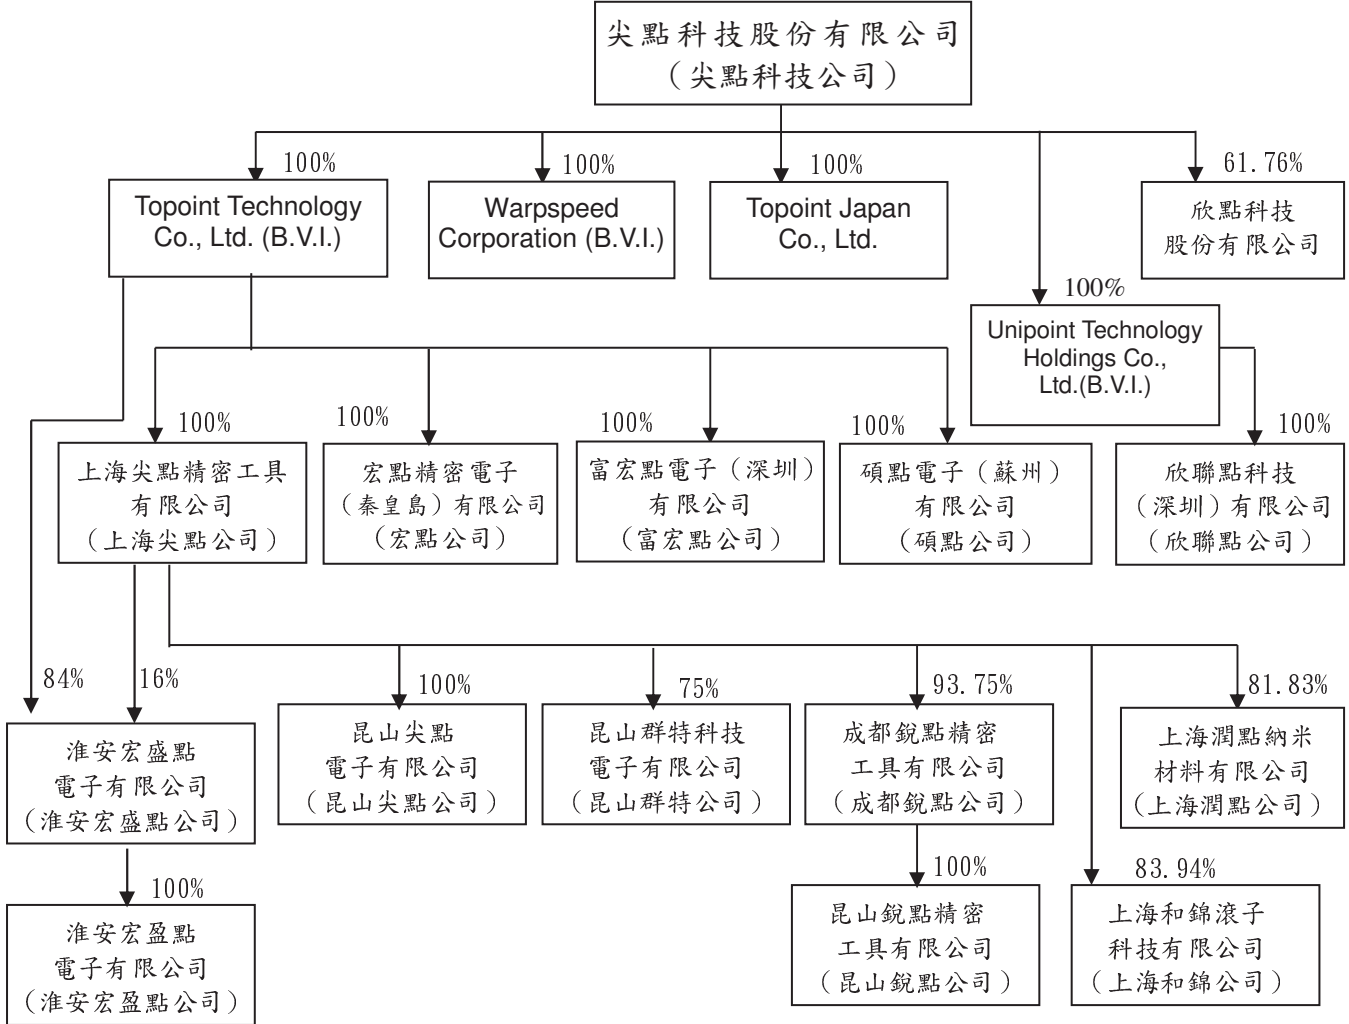 尖點科技股份有限公司
（尖點科技公司）
100%
100%
100%
61.76%
Topoint Technology
Co., Ltd. (B.V.I.)
Warpspeed
Corporation (B.V.I.)
Topoint Japan
Co., Ltd.
欣點科技
股份有限公司
100%
Unipoint Technology
Holdings Co.,
Ltd.(B.V.I.)
100%
100%
100%
100%
100%
上海尖點精密工具
有限公司
（上海尖點公司）
宏點精密電子
（秦皇島）有限公司
（宏點公司）
富宏點電子（深圳）
有限公司
（富宏點公司）
碩點電子（蘇州）
有限公司
（碩點公司）
欣聯點科技
（深圳）有限公司
（欣聯點公司）
84%
16%
100%
75%
93.75%
81.83%
淮安宏盛點
電子有限公司
（淮安宏盛點公司）
昆山尖點
電子有限公司
（昆山尖點公司）
昆山群特科技
電子有限公司
（昆山群特公司）
成都銳點精密
工具有限公司
（成都銳點公司）
上海潤點納米
材料有限公司
（上海潤點公司）
100%
100%
83.94%
淮安宏盈點
電子有限公司
（淮安宏盈點公司）
昆山銳點精密
工具有限公司
（昆山銳點公司）
上海和錦滾子
科技有限公司
（上海和錦公司）